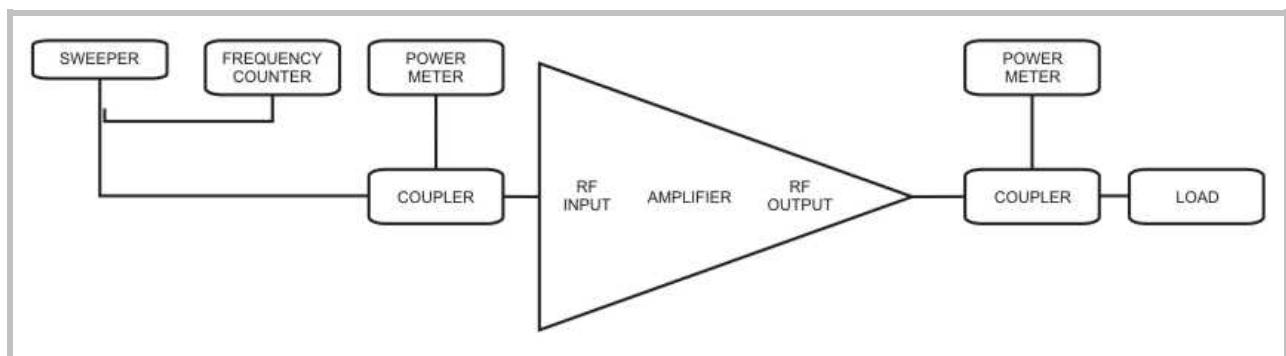 SWEEPER
FREQUENCY
COUNTER
POWER
METER
POWER
METER
COUPLER
RF
INPUT
AMPLIFIER
RF
OUTPUT
COUPLER
LOAD